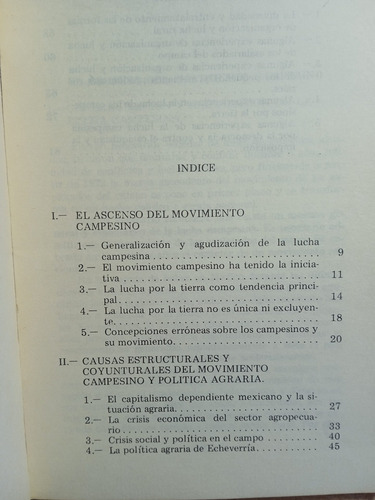 INDICE
I.— EL ASCENSO DEL MOVIMIENTO
CAMPESINO
1.— Generalización y agudización de la lucha
campesina . . . . . . . . . . . . . . . . . . . . . . . . . 9
2.— El movimiento campesino ha tenido la inicia-
tiva . . . . . . . . . . . . . . . . . . . . . . . . . . . . . . 11
3.— La lucha por la tierra como tendencia princi-
pal. . . . . . . . . . . . . . . . . . . . . . . . . . . . . . . 14
4.— La lucha por la tierra no es única ni excluyen-
te. . . . . . . . . . . . . . . . . . . . . . . . . . . . . . . . 18
5.— Concepciones erróneas sobre los campesinos y
su movimiento. . . . . . . . . . . . . . . . . . . . . . 20
II.— CAUSAS ESTRUCTURALES Y
COYUNTURALES DEL MOVIMIENTO
CAMPESINO Y POLITICA AGRARIA.
1.— El capitalismo dependiente mexicano y la si-
tuación agraria. . . . . . . . . . . . . . . . . . . . . . 27
2.— La crisis económica del sector agropecua-
rio . . . . . . . . . . . . . . . . . . . . . . . . . . . . . . . 33
3.— Crisis social y política en el campo . . . . . . 40
4.— La política agraria de Echeverría. . . . . . . . 45